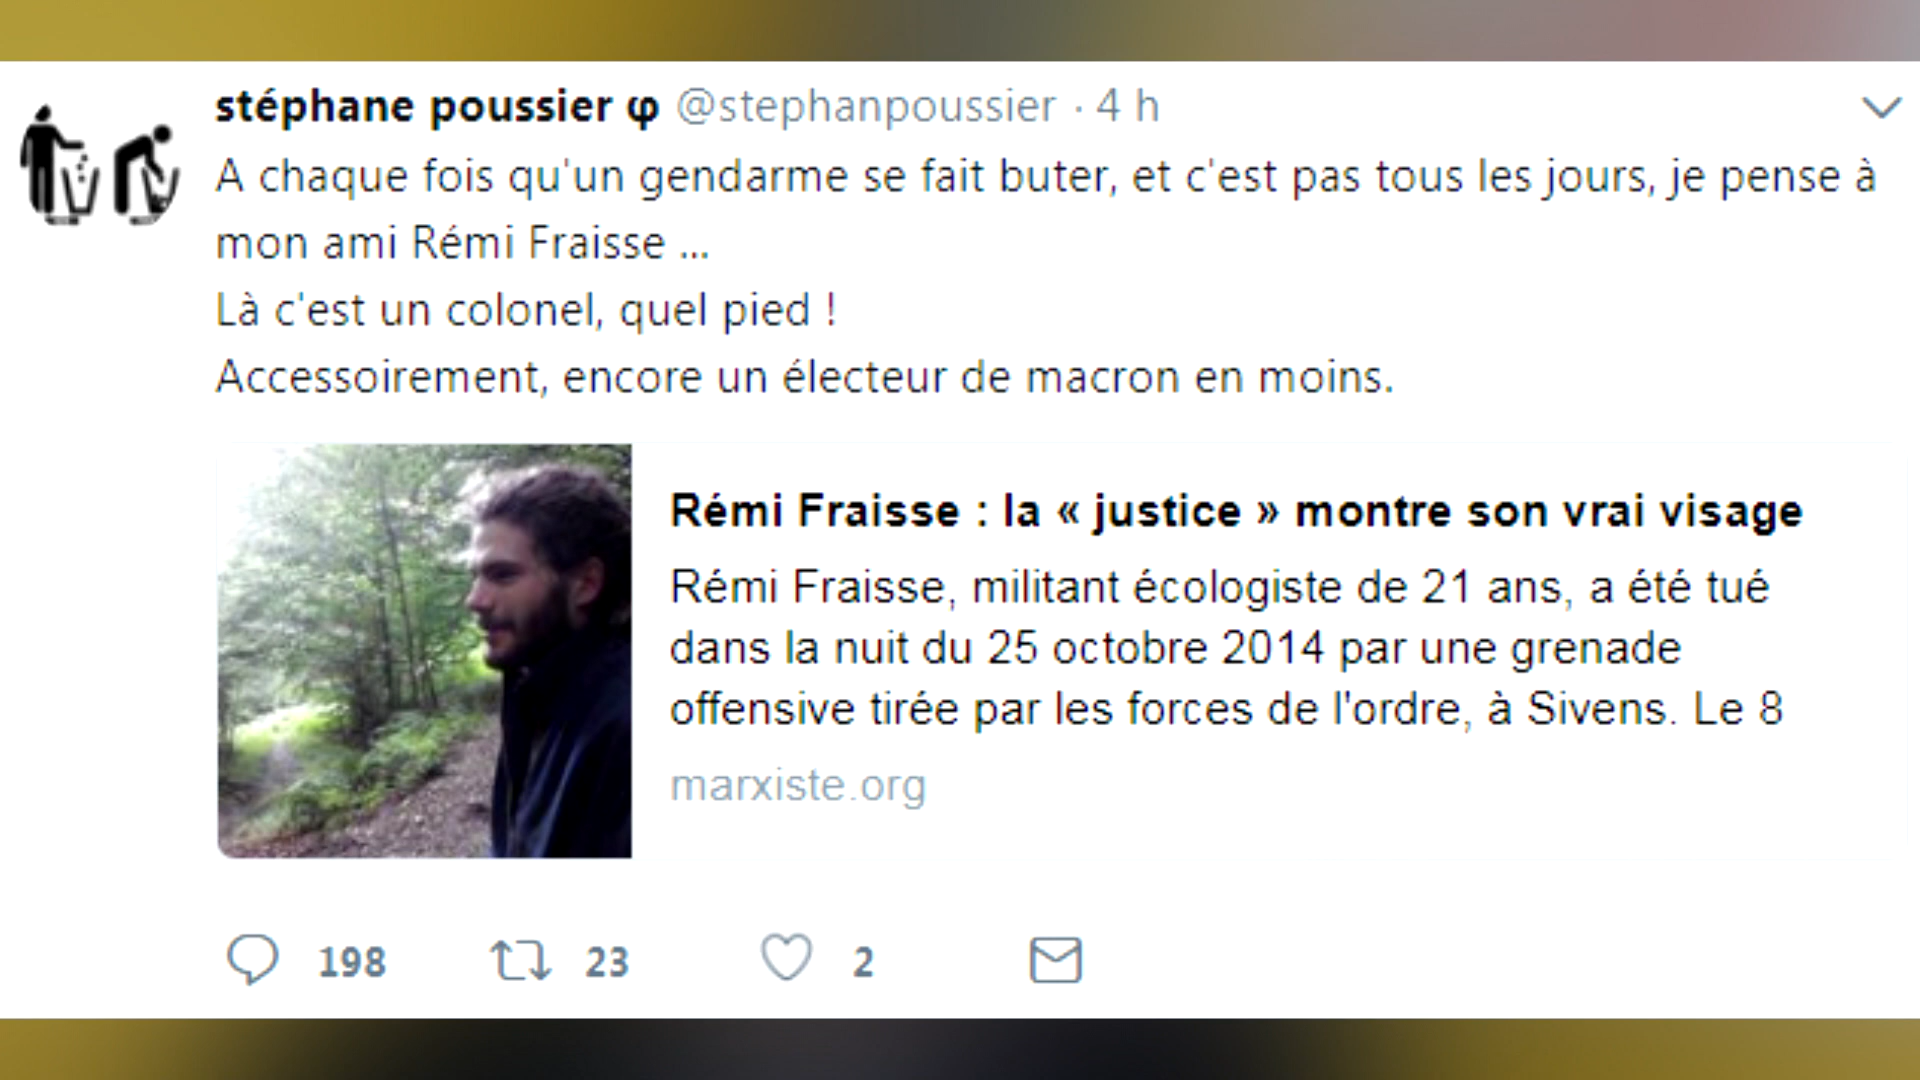 stéphane poussier φ @stephanpoussier · 4 h
A chaque fois qu'un gendarme se fait buter, et c'est pas tous les jours, je pense à
mon ami Rémi Fraisse ...
Là c'est un colonel, quel pied !
Accessoirement, encore un électeur de macron en moins.
Rémi Fraisse : la « justice » montre son vrai visage
Rémi Fraisse, militant écologiste de 21 ans, a été tué
dans la nuit du 25 octobre 2014 par une grenade
offensive tirée par les forces de l'ordre, à Sivens. Le 8
marxiste.org
198 23 2